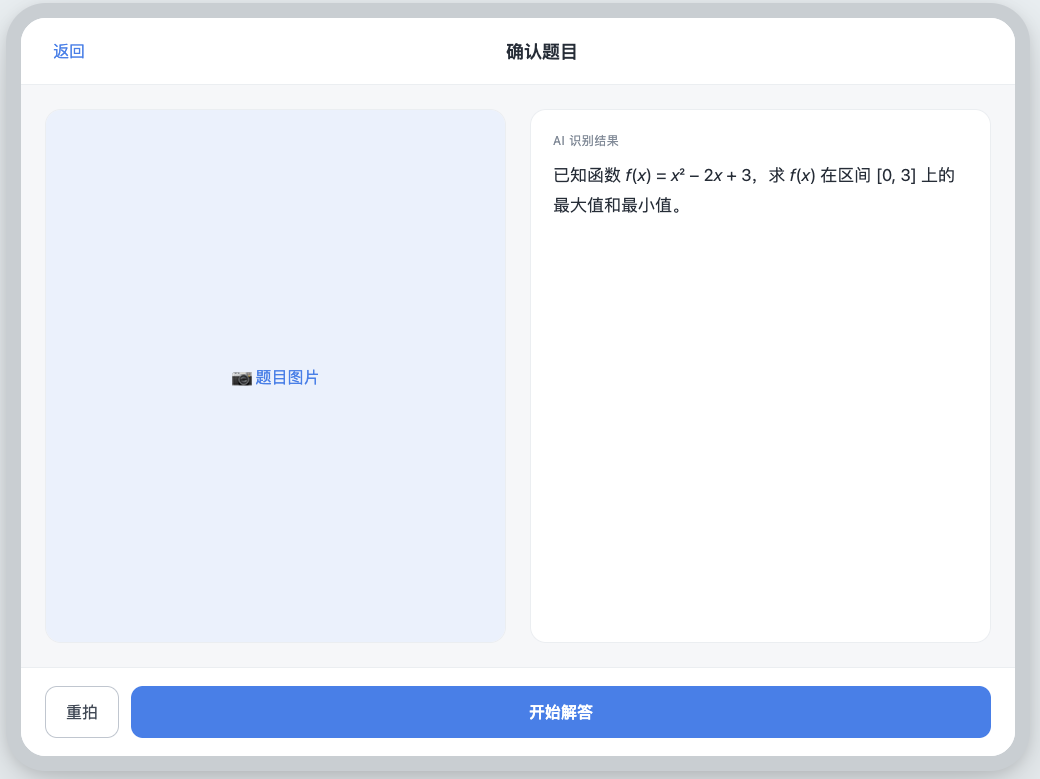 返回
确认题目
题目图片
AI 识别结果
已知函数 f(x) = x² − 2x + 3，求 f(x) 在区间 [0, 3] 上的
最大值和最小值。
重拍
开始解答